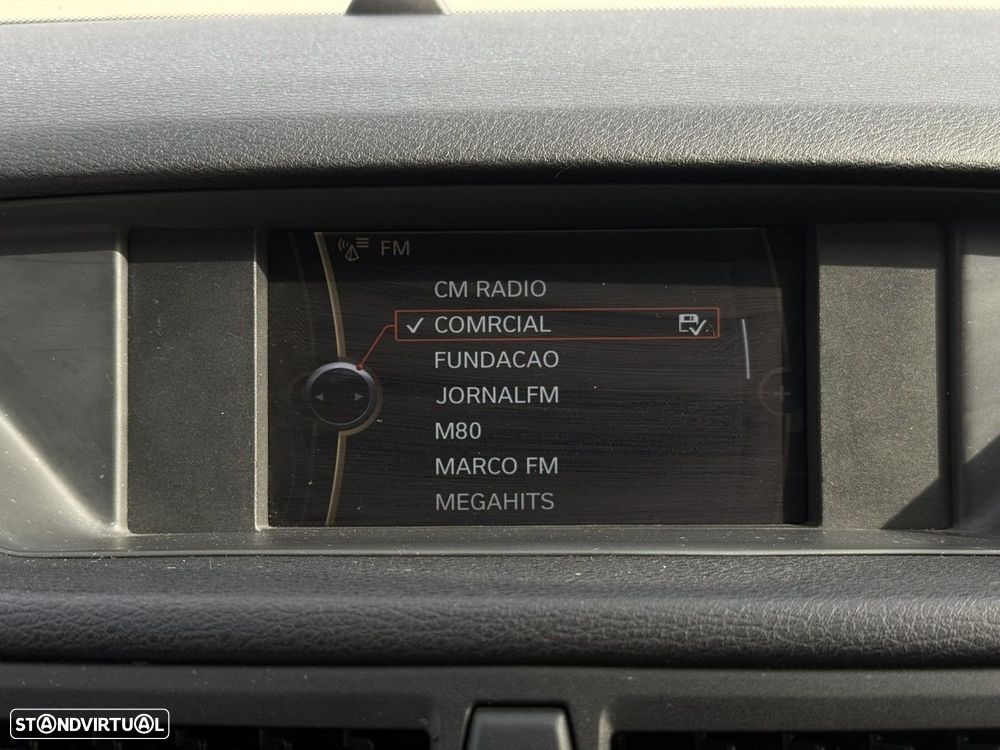 FM
CM RADIO
COMRCIAL
FUNDACAO
JORNALFM
M80
MARCO FM
MEGAHITS
STANDVIRTUAL